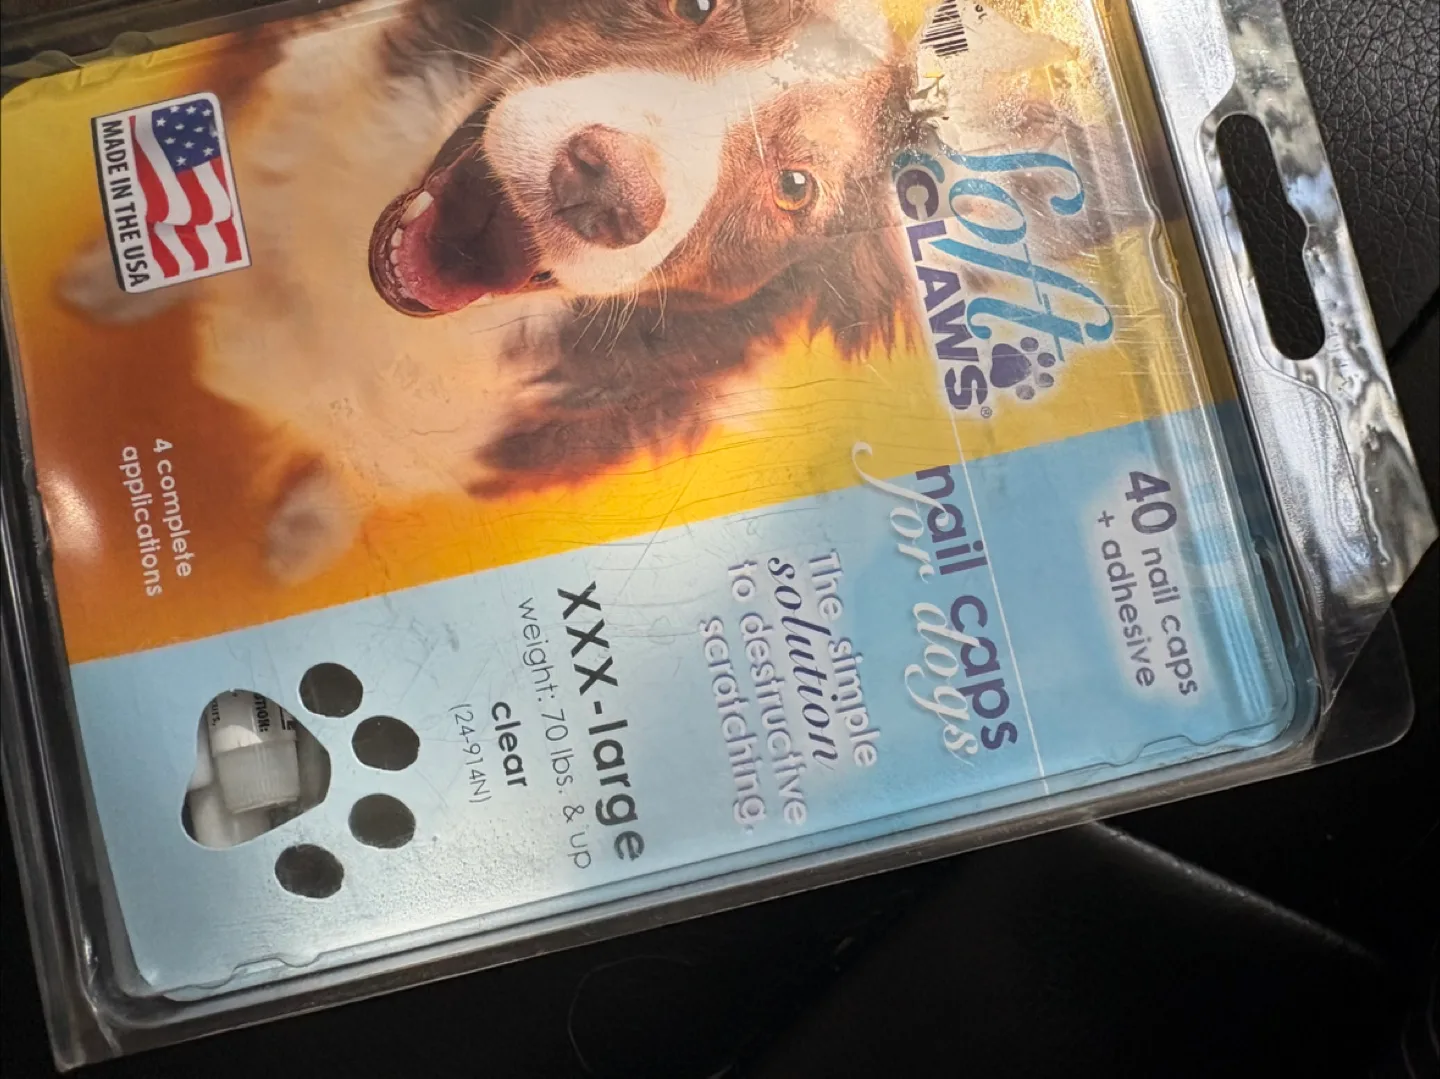 Soft
CLAWS®
nail caps
for dogs
40 nail caps
+ adhesive
The simple
solution
to destructive
scratching.
XXX-large
weight: 70 lbs. & up
clear
(24-914N)
4 complete
applications
MADE IN THE USA